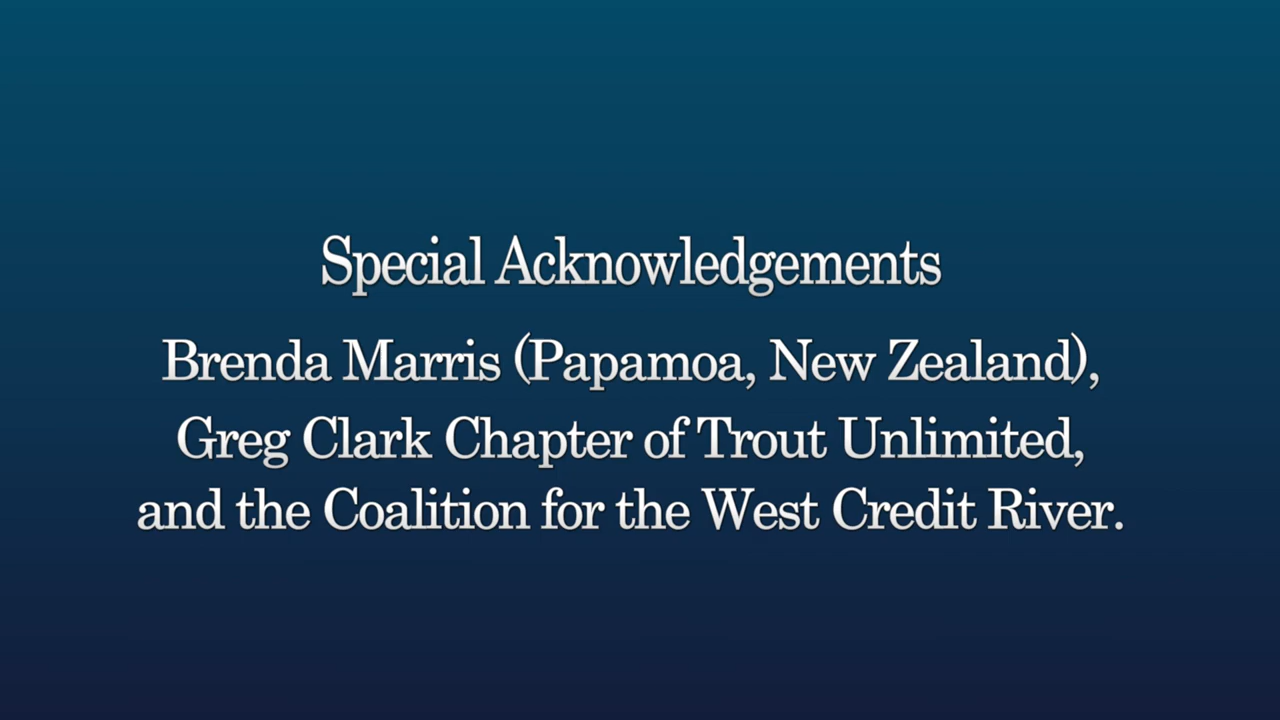 Special Acknowledgements
Brenda Marris (Papamoa, New Zealand),
Greg Clark Chapter of Trout Unlimited,
and the Coalition for the West Credit River.